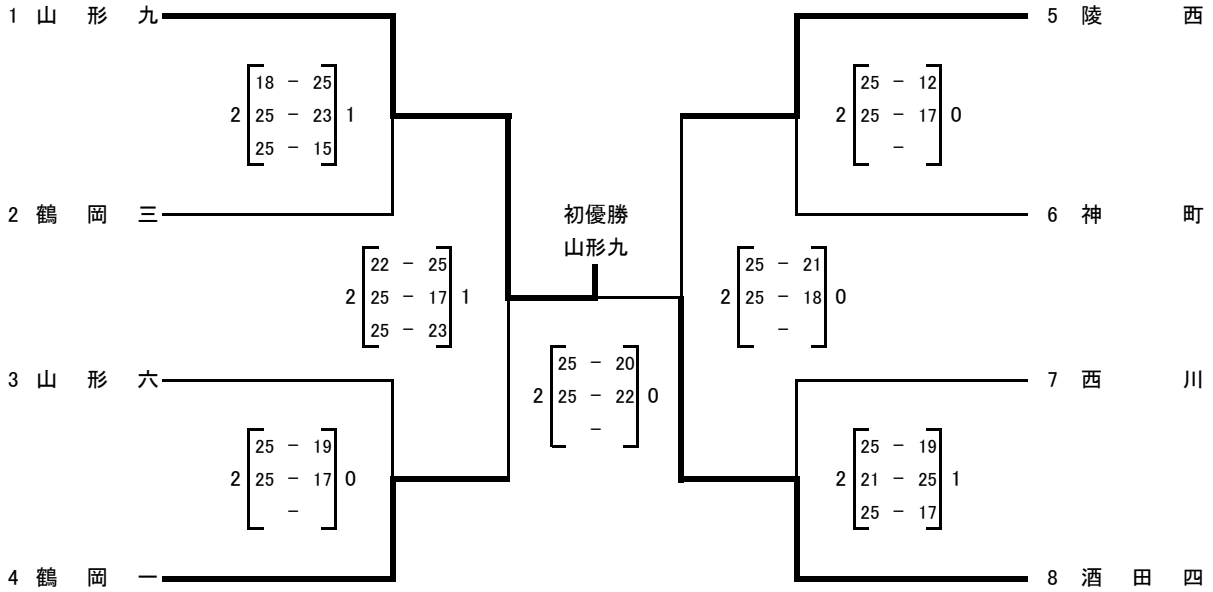 1 山 形 九
18 - 25
2 25 - 23 1
25 - 15
2 鶴 岡 三
22 - 25
2 25 - 17 1
25 - 23
3 山 形 六
25 - 19
2 25 - 17 0
-
4 鶴 岡 一
初優勝
山形九
25 - 20
2 25 - 22 0
-
5 陵 西
25 - 12
2 25 - 17 0
-
6 神 町
25 - 21
2 25 - 18 0
-
7 西 川
25 - 19
2 21 - 25 1
25 - 17
8 酒 田 四